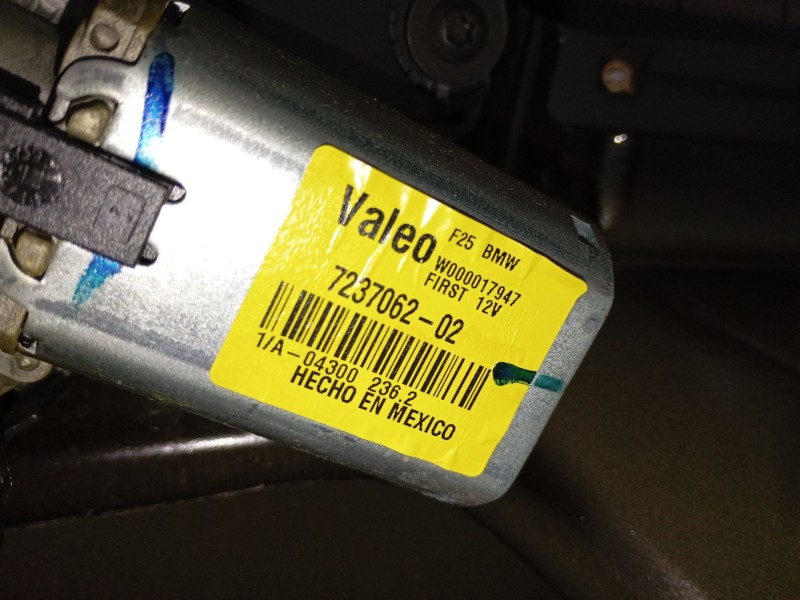 Valeo
F25 BMW
W000017947
FIRST 12V
7237062-02
1/A-04300 236.2
HECHO EN MEXICO